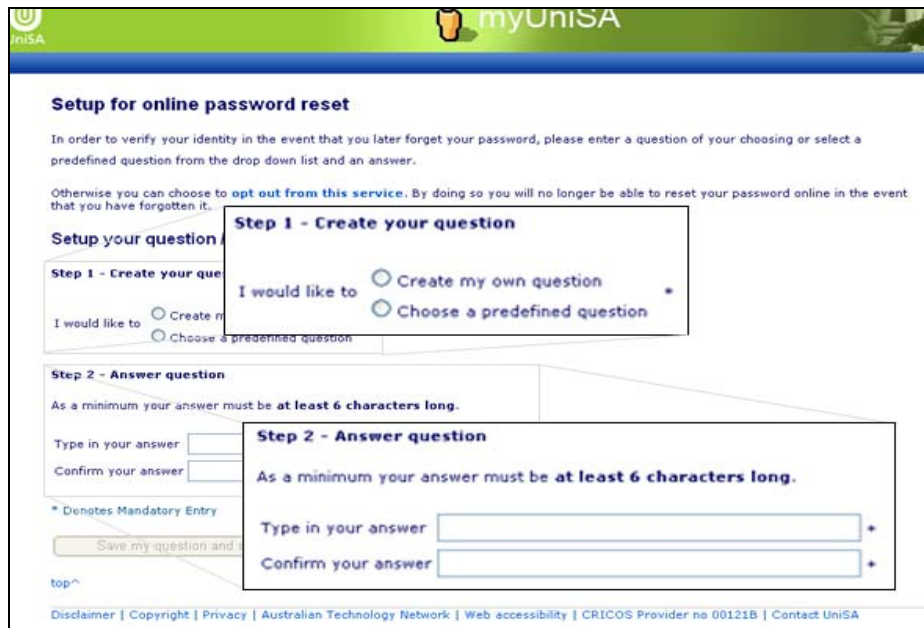 UniSA
myUniSA
Setup for online password reset
In order to verify your identity in the event that you later forget your password, please enter a question of your choosing or select a
predefined question from the drop down list and an answer.
Otherwise you can choose to opt out from this service. By doing so you will no longer be able to reset your password online in the event
that you have forgotten it.
Setup your question
Step 1 - Create your question
I would like to
Create my own question
Choose a predefined question
*
Step 1 - Create your
I would like to
Create
Choose a predefined question
Step 2 - Answer question
As a minimum your answer must be at least 6 characters long.
Type in your answer
Confirm your answer
Step 2 - Answer question
As a minimum your answer must be at least 6 characters long.
Type in your answer *
Confirm your answer *
* Denotes Mandatory Entry
Save my question and
top^
Disclaimer | Copyright | Privacy | Australian Technology Network | Web accessibility | CRICOS Provider no 00121B | Contact UniSA